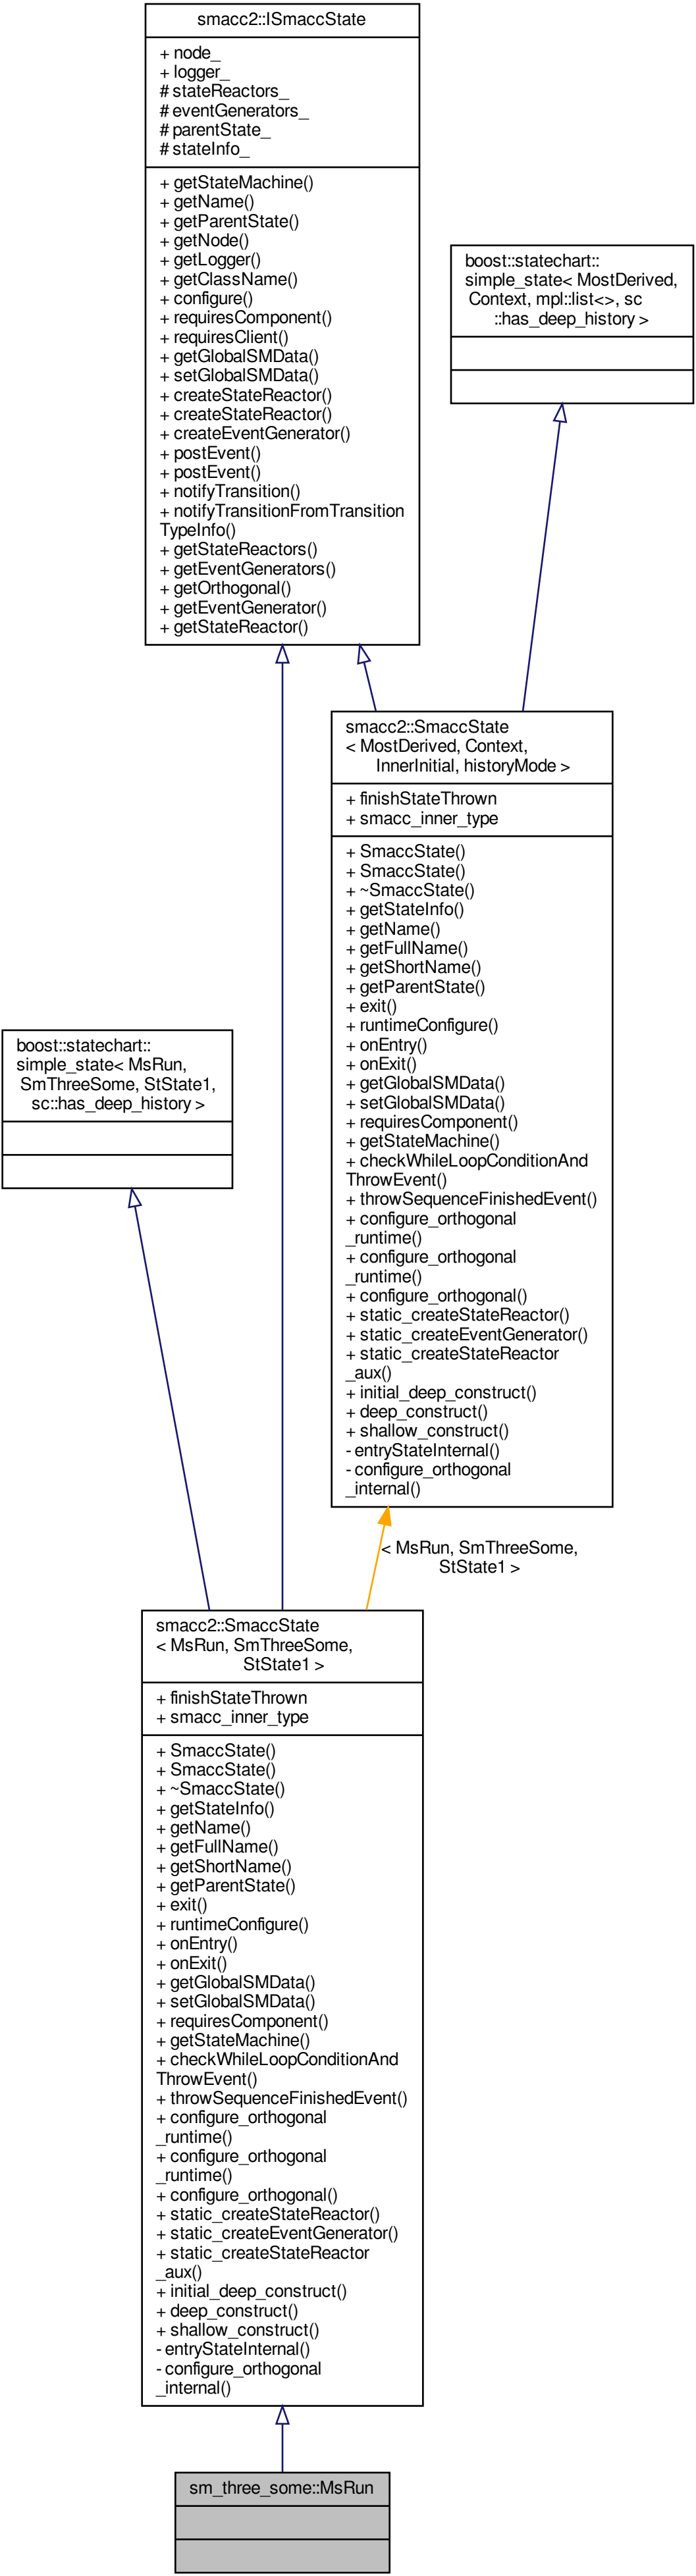 smacc2::ISmaccState
+ node_
+ logger_
# stateReactors_
# eventGenerators_
# parentState_
# stateInfo_
+ getStateMachine()
+ getName()
+ getParentState()
+ getNode()
+ getLogger()
+ getClassName()
+ configure()
+ requiresComponent()
+ requiresClient()
+ getGlobalSMData()
+ setGlobalSMData()
+ createStateReactor()
+ createStateReactor()
+ createEventGenerator()
+ postEvent()
+ postEvent()
+ notifyTransition()
+ notifyTransitionFromTransition
TypeInfo()
+ getStateReactors()
+ getEventGenerators()
+ getOrthogonal()
+ getEventGenerator()
+ getStateReactor()
boost::statechart::
simple_state< MostDerived,
Context, mpl::list<>, sc
::has_deep_history >
smacc2::SmaccState
< MostDerived, Context,
InnerInitial, historyMode >
+ finishStateThrown
+ smacc_inner_type
+ SmaccState()
+ SmaccState()
+ ~SmaccState()
+ getStateInfo()
+ getName()
+ getFullName()
+ getShortName()
+ getParentState()
+ exit()
+ runtimeConfigure()
+ onEntry()
+ onExit()
+ getGlobalSMData()
+ setGlobalSMData()
+ requiresComponent()
+ getStateMachine()
+ checkWhileLoopConditionAnd
ThrowEvent()
+ throwSequenceFinishedEvent()
+ configure_orthogonal
_runtime()
+ configure_orthogonal
_runtime()
+ configure_orthogonal()
+ static_createStateReactor()
+ static_createEventGenerator()
+ static_createStateReactor
_aux()
+ initial_deep_construct()
+ deep_construct()
+ shallow_construct()
- entryStateInternal()
- configure_orthogonal
_internal()
boost::statechart::
simple_state< MsRun,
SmThreeSome, StState1,
sc::has_deep_history >
< MsRun, SmThreeSome,
StState1 >
smacc2::SmaccState
< MsRun, SmThreeSome,
StState1 >
+ finishStateThrown
+ smacc_inner_type
+ SmaccState()
+ SmaccState()
+ ~SmaccState()
+ getStateInfo()
+ getName()
+ getFullName()
+ getShortName()
+ getParentState()
+ exit()
+ runtimeConfigure()
+ onEntry()
+ onExit()
+ getGlobalSMData()
+ setGlobalSMData()
+ requiresComponent()
+ getStateMachine()
+ checkWhileLoopConditionAnd
ThrowEvent()
+ throwSequenceFinishedEvent()
+ configure_orthogonal
_runtime()
+ configure_orthogonal
_runtime()
+ configure_orthogonal()
+ static_createStateReactor()
+ static_createEventGenerator()
+ static_createStateReactor
_aux()
+ initial_deep_construct()
+ deep_construct()
+ shallow_construct()
- entryStateInternal()
- configure_orthogonal
_internal()
sm_three_some::MsRun